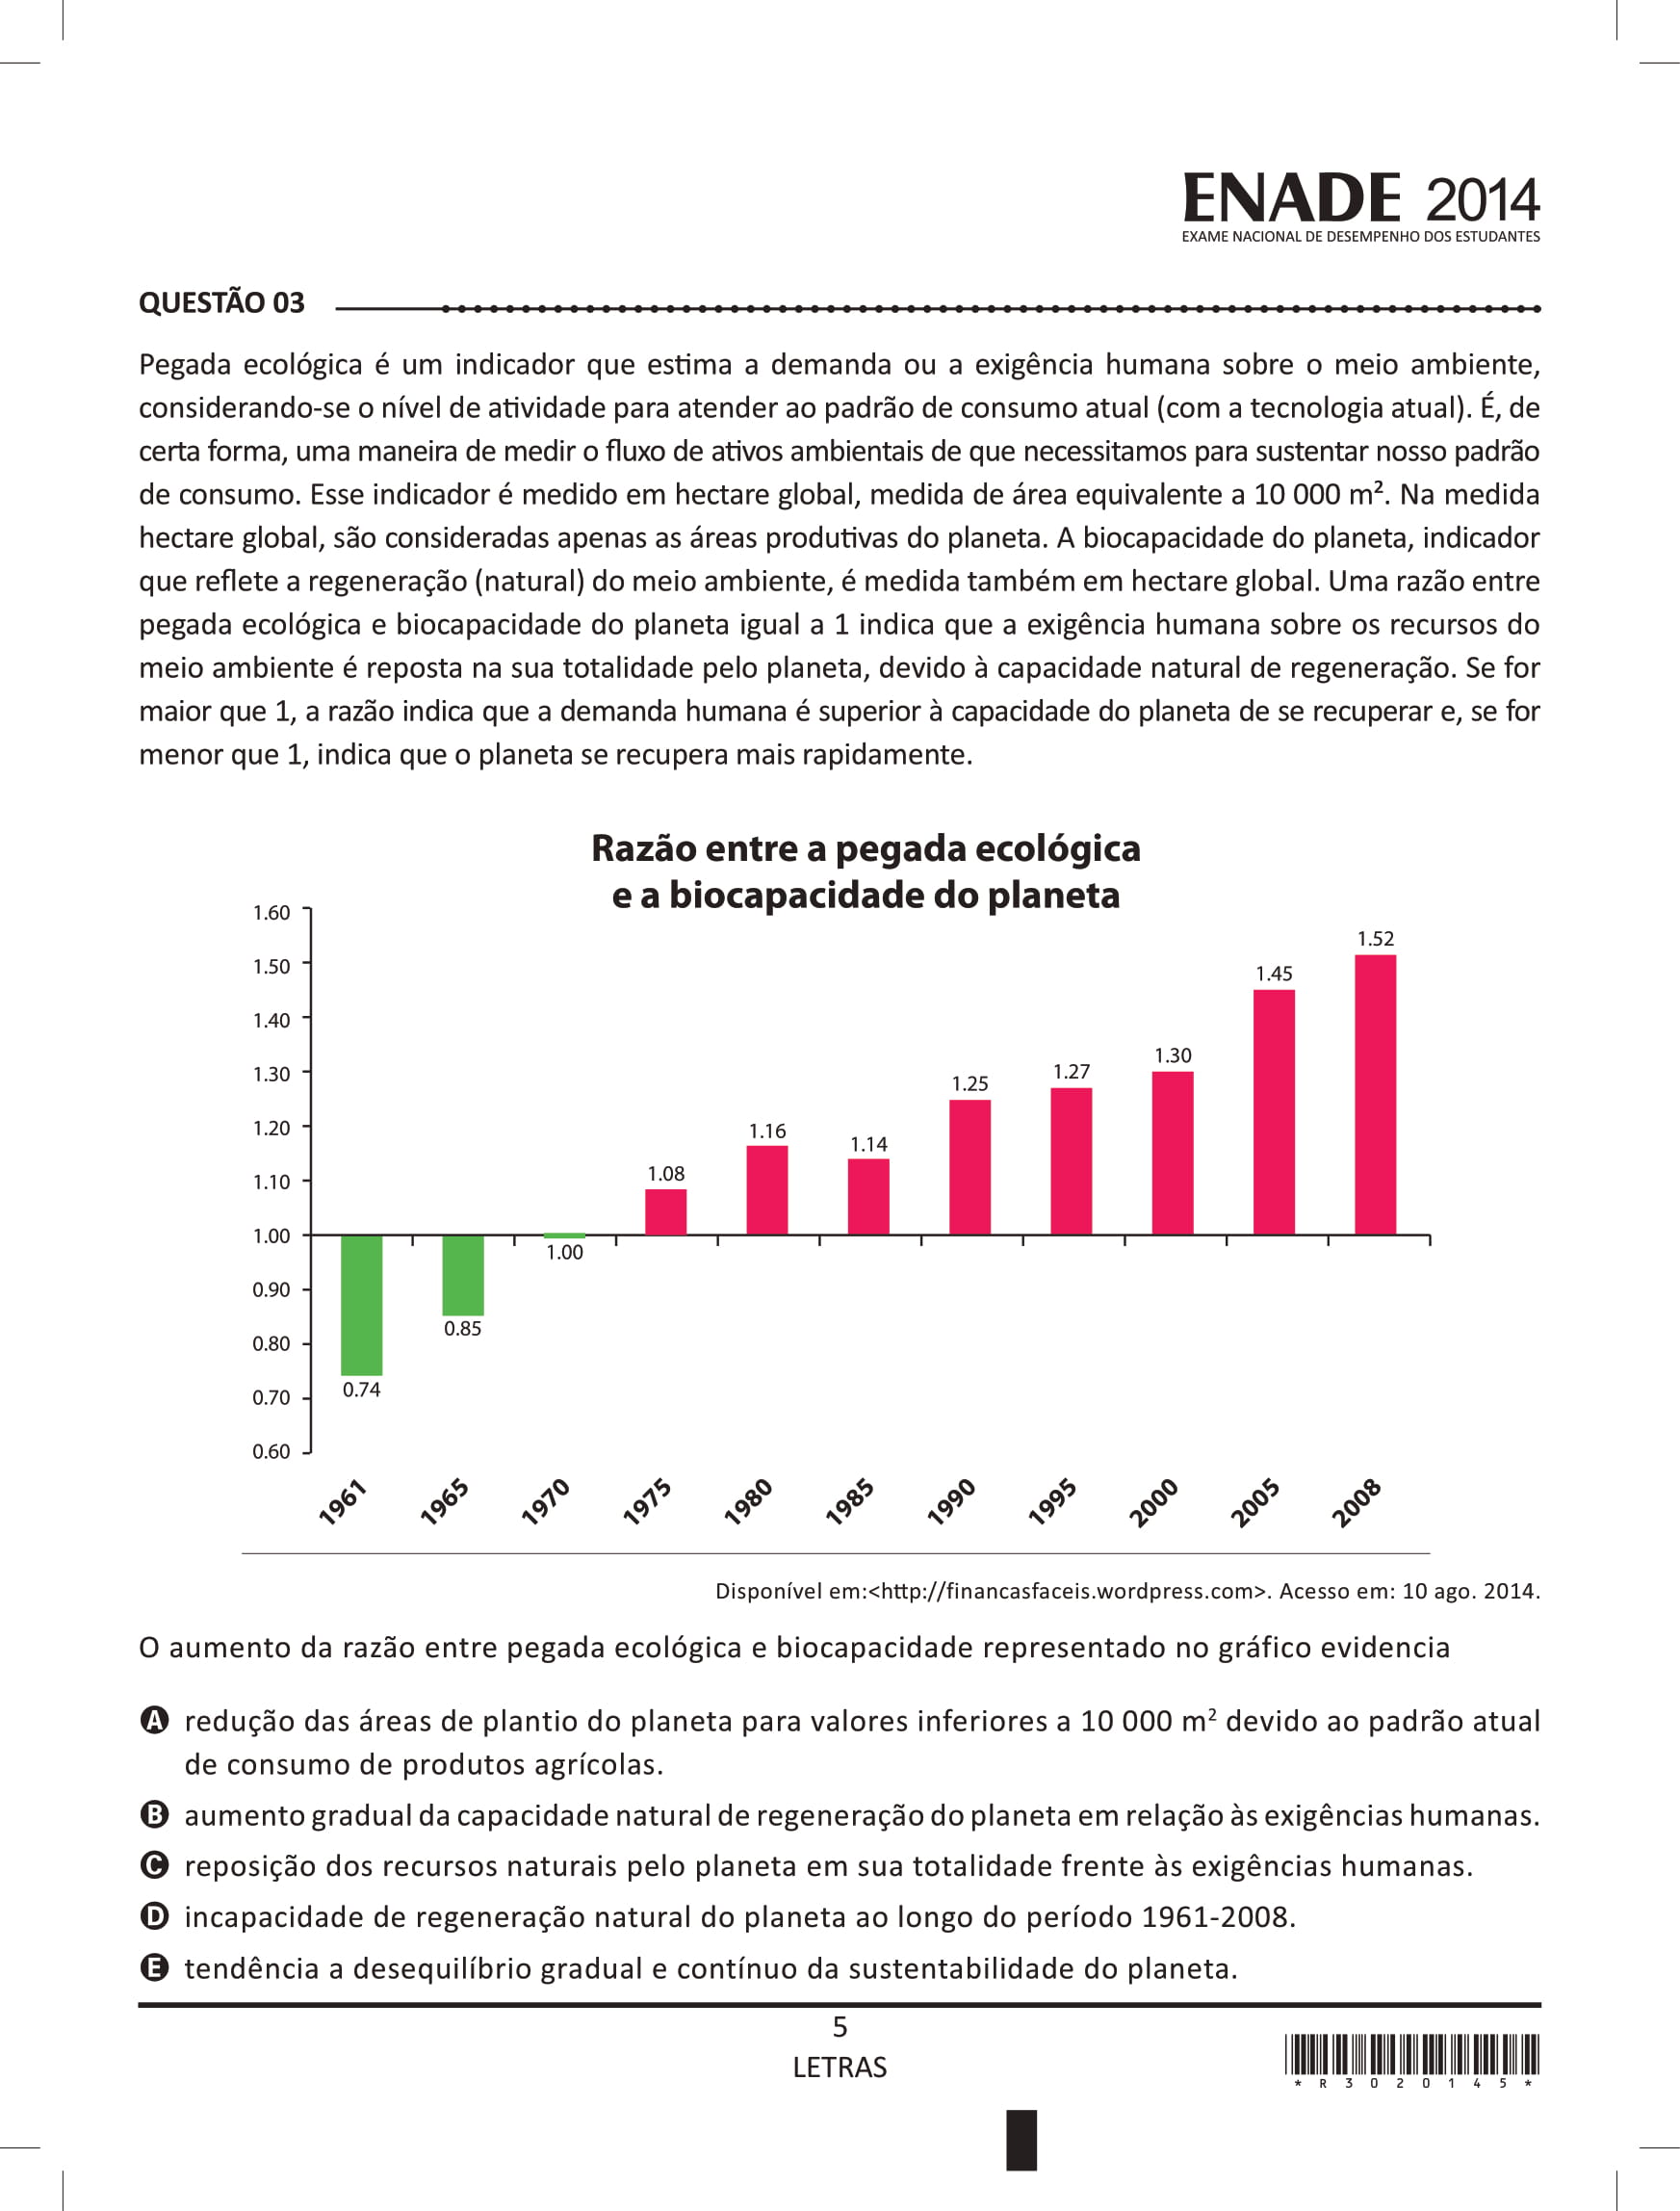 ENADE 2014
EXAME NACIONAL DE DESEMPENHO DOS ESTUDANTES
QUESTÃO 03
Pegada ecológica é um indicador que estima a demanda ou a exigência humana sobre o meio ambiente,
considerando-se o nível de atividade para atender ao padrão de consumo atual (com a tecnologia atual). É, de
certa forma, uma maneira de medir o fluxo de ativos ambientais de que necessitamos para sustentar nosso padrão
de consumo. Esse indicador é medido em hectare global, medida de área equivalente a 10 000 m². Na medida
hectare global, são consideradas apenas as áreas produtivas do planeta. A biocapacidade do planeta, indicador
que reflete a regeneração (natural) do meio ambiente, é medida também em hectare global. Uma razão entre
pegada ecológica e biocapacidade do planeta igual a 1 indica que a exigência humana sobre os recursos do
meio ambiente é reposta na sua totalidade pelo planeta, devido à capacidade natural de regeneração. Se for
maior que 1, a razão indica que a demanda humana é superior à capacidade do planeta de se recuperar e, se for
menor que 1, indica que o planeta se recupera mais rapidamente.
Razão entre a pegada ecológica
e a biocapacidade do planeta
1.60
1.50
1.40
1.30
1.20
1.10
1.00
0.90
0.80
0.70
0.60
0.74
0.85
1.00
1.08
1.16
1.14
1.25
1.27
1.30
1.45
1.52
1961
1965
1970
1975
1980
1985
1990
1995
2000
2005
2008
Disponível em:<http://financasfaceis.wordpress.com>. Acesso em: 10 ago. 2014.
O aumento da razão entre pegada ecológica e biocapacidade representado no gráfico evidencia
A redução das áreas de plantio do planeta para valores inferiores a 10 000 m² devido ao padrão atual
de consumo de produtos agrícolas.
B aumento gradual da capacidade natural de regeneração do planeta em relação às exigências humanas.
C reposição dos recursos naturais pelo planeta em sua totalidade frente às exigências humanas.
D incapacidade de regeneração natural do planeta ao longo do período 1961-2008.
E tendência a desequilíbrio gradual e contínuo da sustentabilidade do planeta.
5
LETRAS
* R 3 0 2 0 1 4 5 *